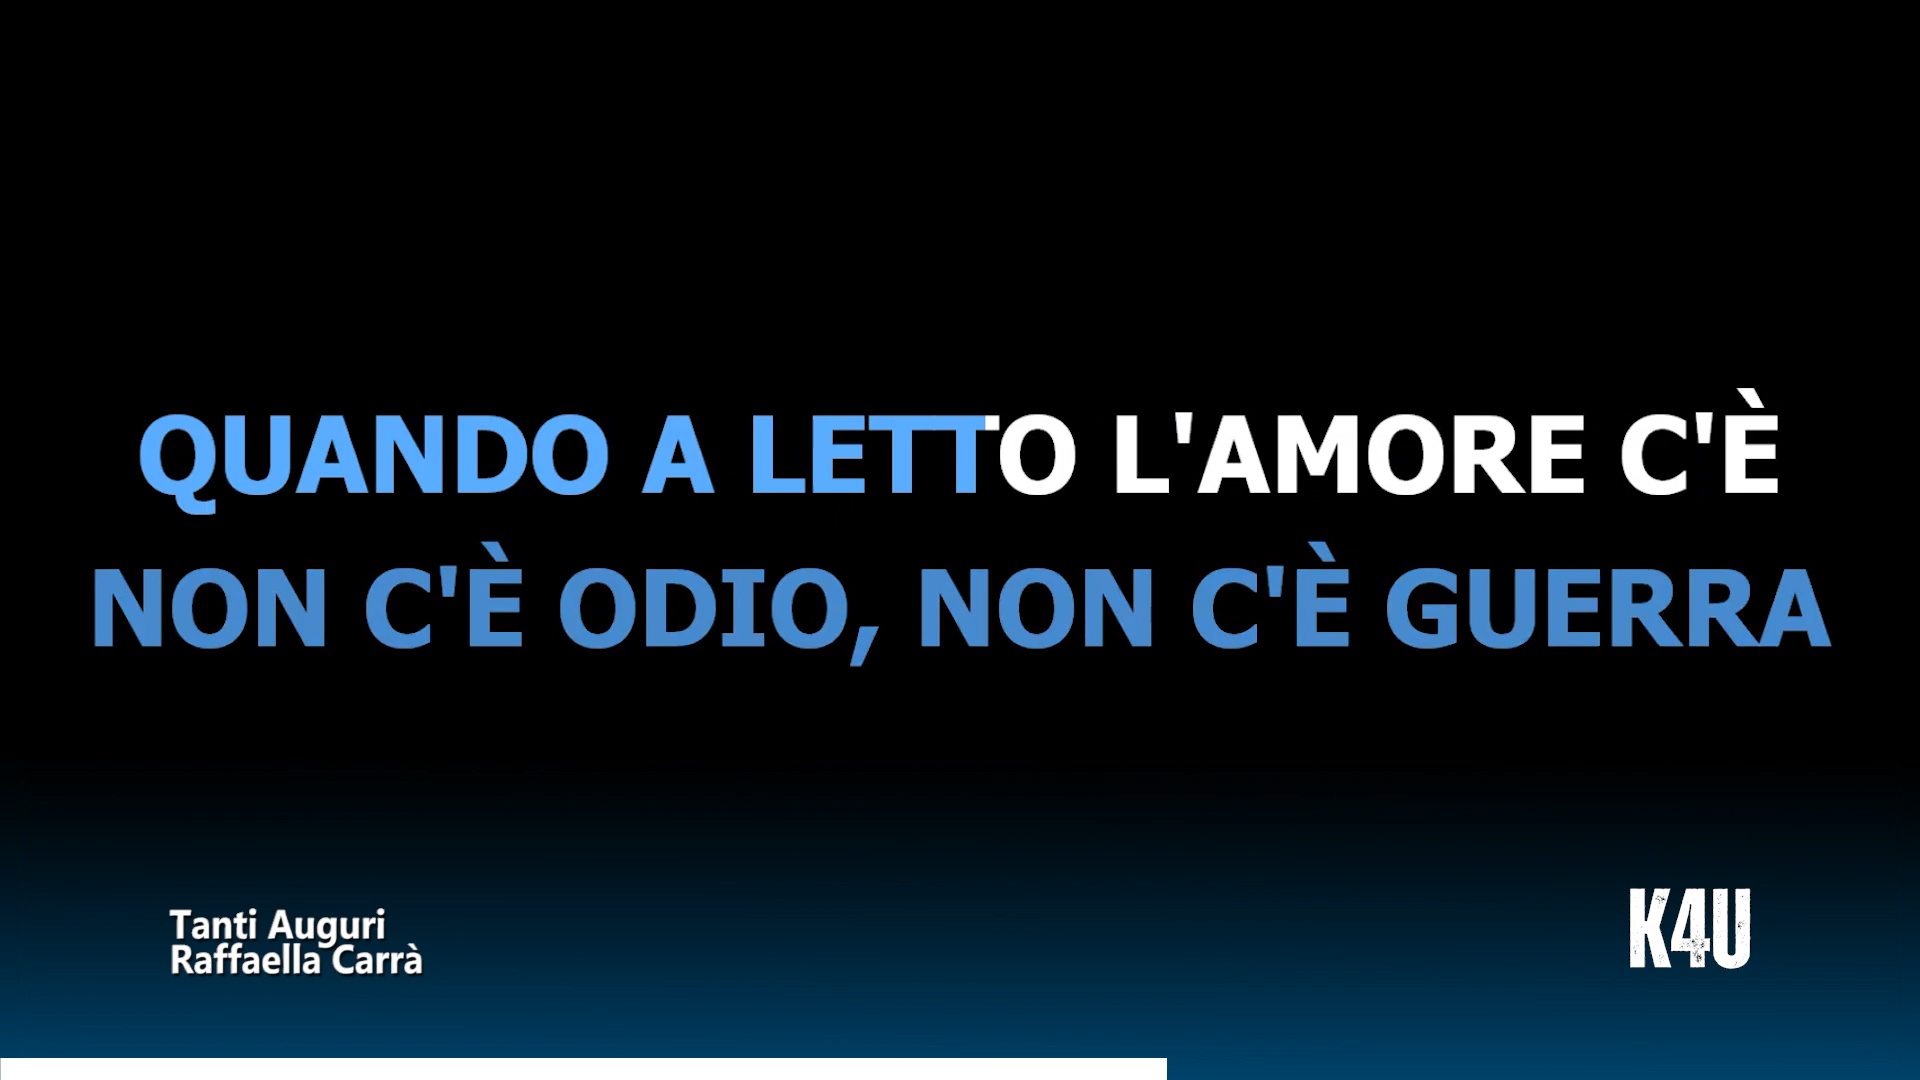 QUANDO A LETTO L'AMORE C'È
NON C'È ODIO, NON C'È GUERRA
Tanti Auguri
Raffaella Carrà
K4U